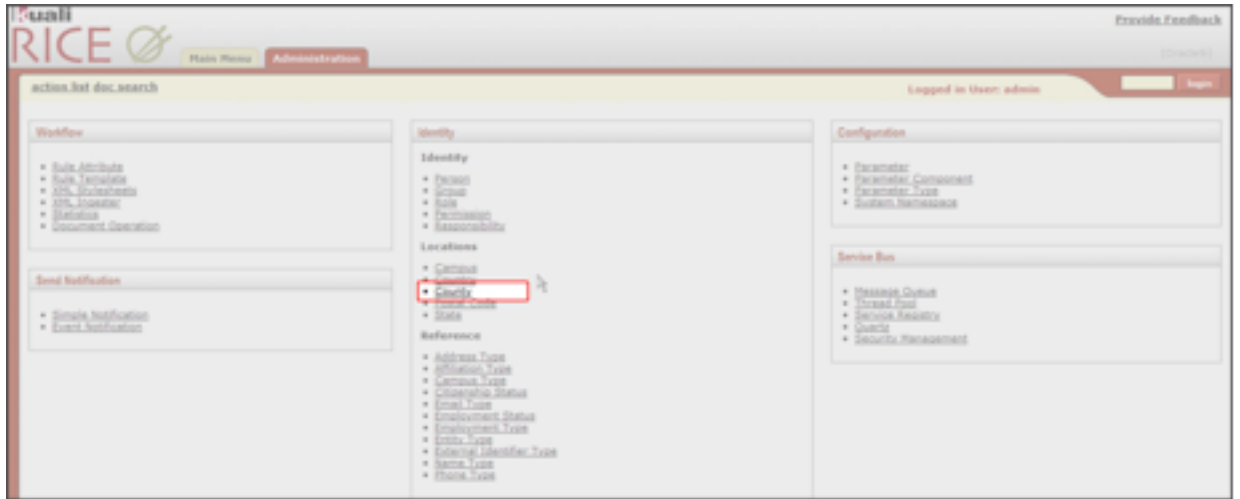 Kuali
RICE
Main Menu
Administration
Provide Feedback
action list doc search
Logged in User: admin
login
Workflow
Rule Attribute
Rule Template
XML Stylesheets
XML Ingester
Statistics
Document Operation
Send Notification
Simple Notification
Event Notification
Identity
Identity
Person
Group
Role
Permission
Responsibility
Locations
Campus
Country
County
Postal Code
State
Reference
Address Type
Affiliation Type
Campus Type
Citizenship Status
Email Type
Employment Status
Employment Type
Entity Type
External Identifier Type
Name Type
Phone Type
Configuration
Parameter
Parameter Component
Parameter Type
System Namespace
Service Bus
Message Queue
Thread Pool
Service Registry
Quartz
Security Management